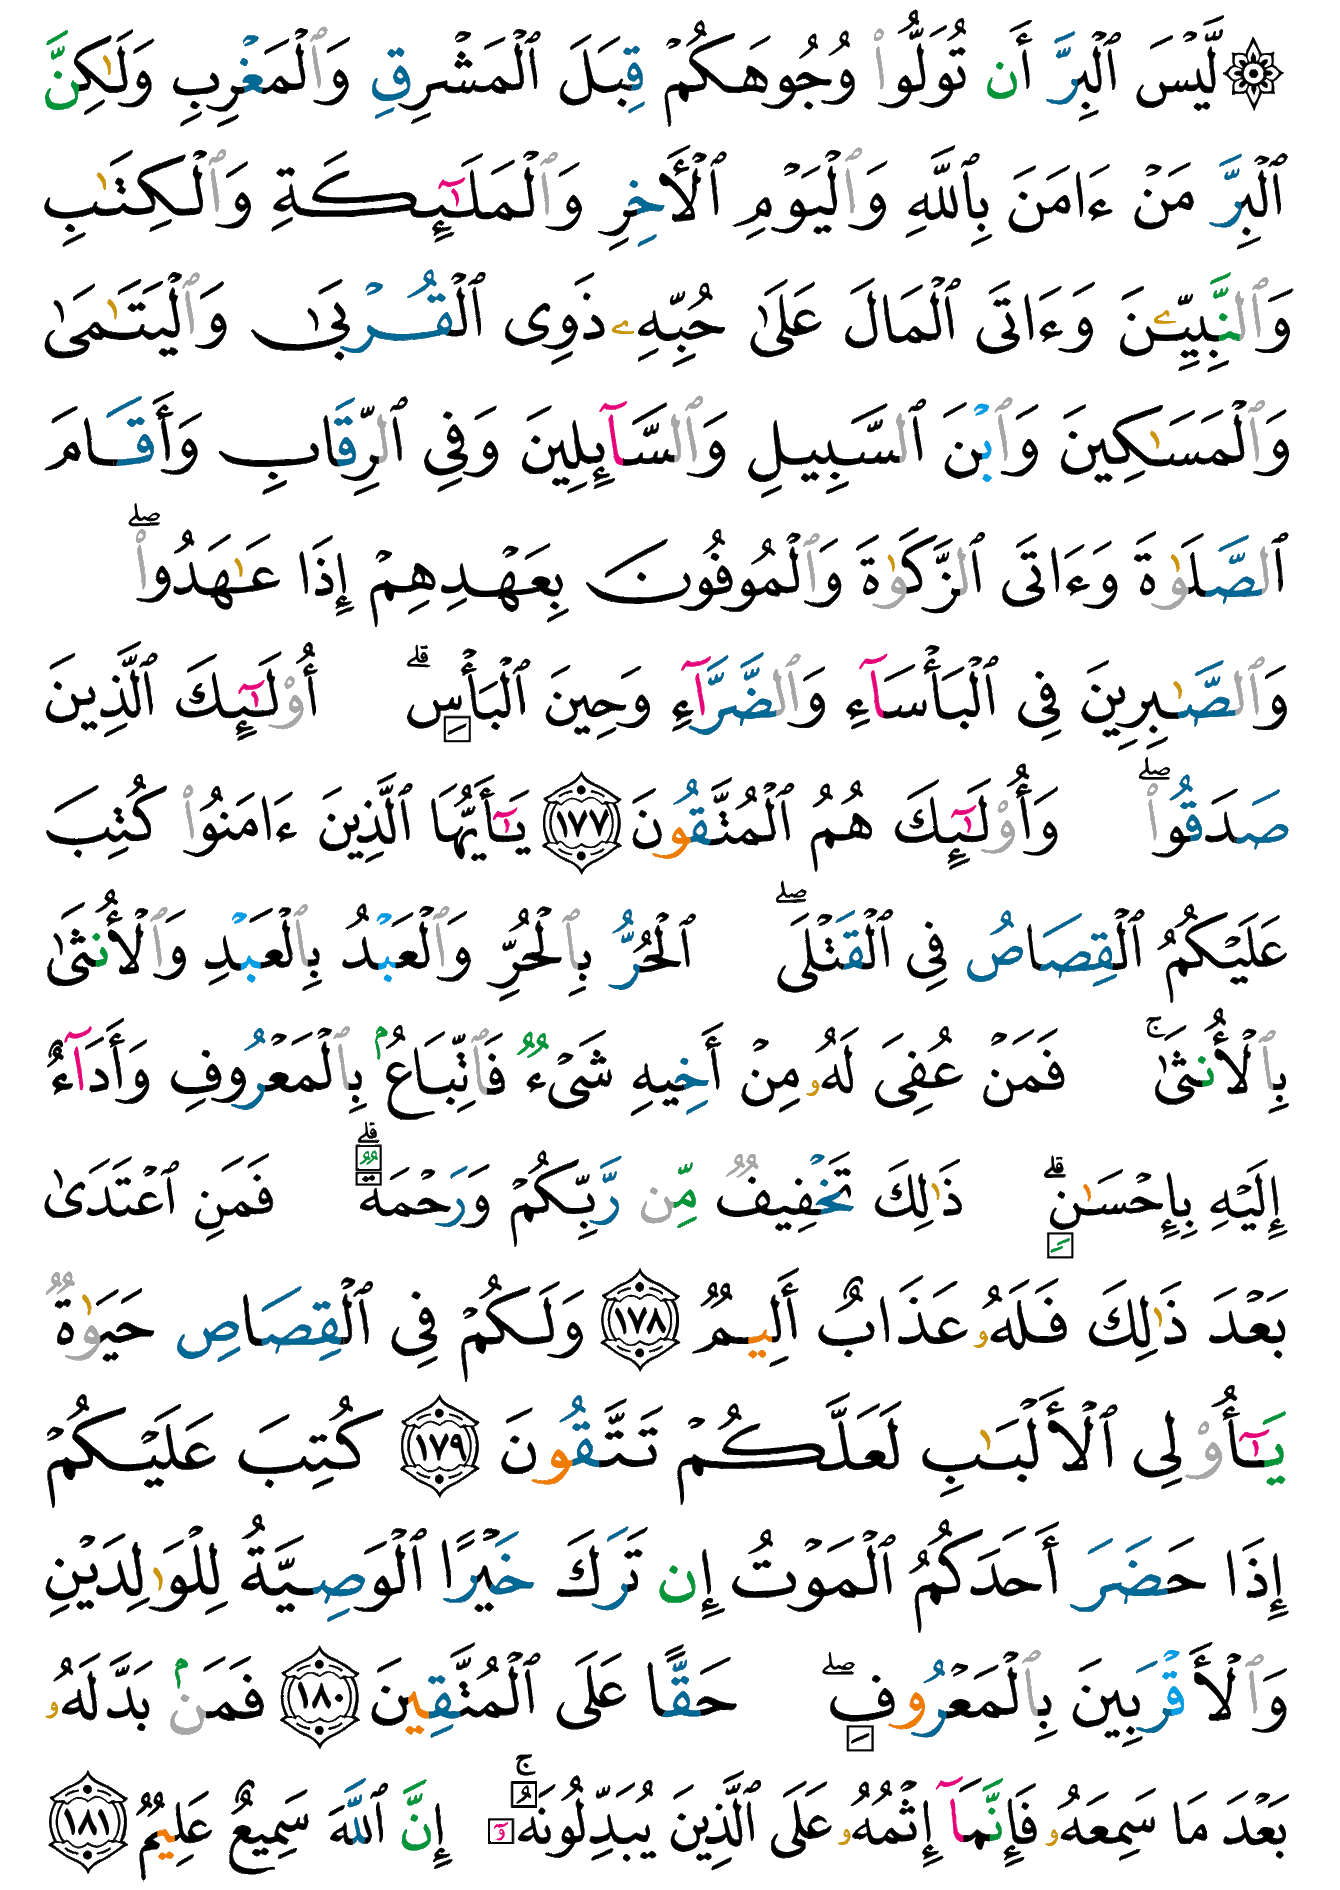 ۞ لَّيْسَ ٱلْبِرَّ أَن تُوَلُّوا۟ وُجُوهَكُمْ قِبَلَ ٱلْمَشْرِقِ وَٱلْمَغْرِبِ وَلَـٰكِنَّ
ٱلْبِرَّ مَنْ ءَامَنَ بِٱللَّهِ وَٱلْيَوْمِ ٱلْـَٔاخِرِ وَٱلْمَلَـٰٓئِكَةِ وَٱلْكِتَـٰبِ
وَٱلنَّبِيِّـۧنَ وَءَاتَى ٱلْمَالَ عَلَىٰ حُبِّهِۦ ذَوِى ٱلْقُرْبَىٰ وَٱلْيَتَـٰمَىٰ
وَٱلْمَسَـٰكِينَ وَٱبْنَ ٱلسَّبِيلِ وَٱلسَّآئِلِينَ وَفِى ٱلرِّقَابِ وَأَقَامَ
ٱلصَّلَوٰةَ وَءَاتَى ٱلزَّكَوٰةَ وَٱلْمُوفُونَ بِعَهْدِهِمْ إِذَا عَـٰهَدُوا۟ ۖ
وَٱلصَّـٰبِرِينَ فِى ٱلْبَأْسَآءِ وَٱلضَّرَّآءِ وَحِينَ ٱلْبَأْسِ ۗ أُو۟لَـٰٓئِكَ ٱلَّذِينَ
صَدَقُوا۟ ۖ وَأُو۟لَـٰٓئِكَ هُمُ ٱلْمُتَّقُونَ ١٧٧ يَـٰٓأَيُّهَا ٱلَّذِينَ ءَامَنُوا۟ كُتِبَ
عَلَيْكُمُ ٱلْقِصَاصُ فِى ٱلْقَتْلَى ۖ ٱلْحُرُّ بِٱلْحُرِّ وَٱلْعَبْدُ بِٱلْعَبْدِ وَٱلْأُنثَىٰ
بِٱلْأُنثَىٰ ۚ فَمَنْ عُفِىَ لَهُۥ مِنْ أَخِيهِ شَىْءٌ فَٱتِّبَاعٌۢ بِٱلْمَعْرُوفِ وَأَدَآءٌ
إِلَيْهِ بِإِحْسَـٰنٍ ۗ ذَٰلِكَ تَخْفِيفٌ مِّن رَّبِّكُمْ وَرَحْمَةٌ ۗ فَمَنِ ٱعْتَدَىٰ
بَعْدَ ذَٰلِكَ فَلَهُۥ عَذَابٌ أَلِيمٌ ١٧٨ وَلَكُمْ فِى ٱلْقِصَاصِ حَيَوٰةٌ
يَـٰٓأُو۟لِى ٱلْأَلْبَـٰبِ لَعَلَّكُمْ تَتَّقُونَ ١٧٩ كُتِبَ عَلَيْكُمْ
إِذَا حَضَرَ أَحَدَكُمُ ٱلْمَوْتُ إِن تَرَكَ خَيْرًا ٱلْوَصِيَّةُ لِلْوَٰلِدَيْنِ
وَٱلْأَقْرَبِينَ بِٱلْمَعْرُوفِ ۖ حَقًّا عَلَى ٱلْمُتَّقِينَ ١٨٠ فَمَنۢ بَدَّلَهُۥ
بَعْدَ مَا سَمِعَهُۥ فَإِنَّمَآ إِثْمُهُۥ عَلَى ٱلَّذِينَ يُبَدِّلُونَهُۥٓ ۚ إِنَّ ٱللَّهَ سَمِيعٌ عَلِيمٌ ١٨١